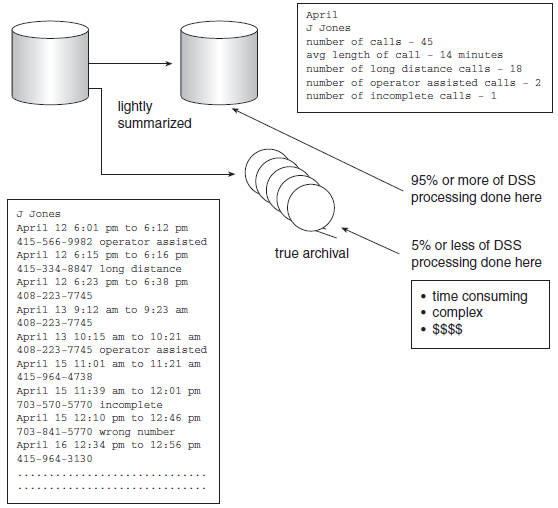 April
J Jones
number of calls - 45
avg length of call - 14 minutes
number of long distance calls - 18
number of operator assisted calls - 2
number of incomplete calls - 1
lightly
summarized
95% or more of DSS
processing done here
true archival
5% or less of DSS
processing done here
• time consuming
• complex
• $$$$
J Jones
April 12 6:01 pm to 6:12 pm
415-566-9982 operator assisted
April 12 6:15 pm to 6:16 pm
415-334-8847 long distance
April 12 6:23 pm to 6:38 pm
408-223-7745
April 13 9:12 am to 9:23 am
408-223-7745
April 13 10:15 am to 10:21 am
408-223-7745 operator assisted
April 15 11:01 am to 11:21 am
415-964-4738
April 15 11:39 am to 12:01 pm
703-570-5770 incomplete
April 15 12:10 pm to 12:46 pm
703-841-5770 wrong number
April 16 12:34 pm to 12:56 pm
415-964-3130
..............................
..............................